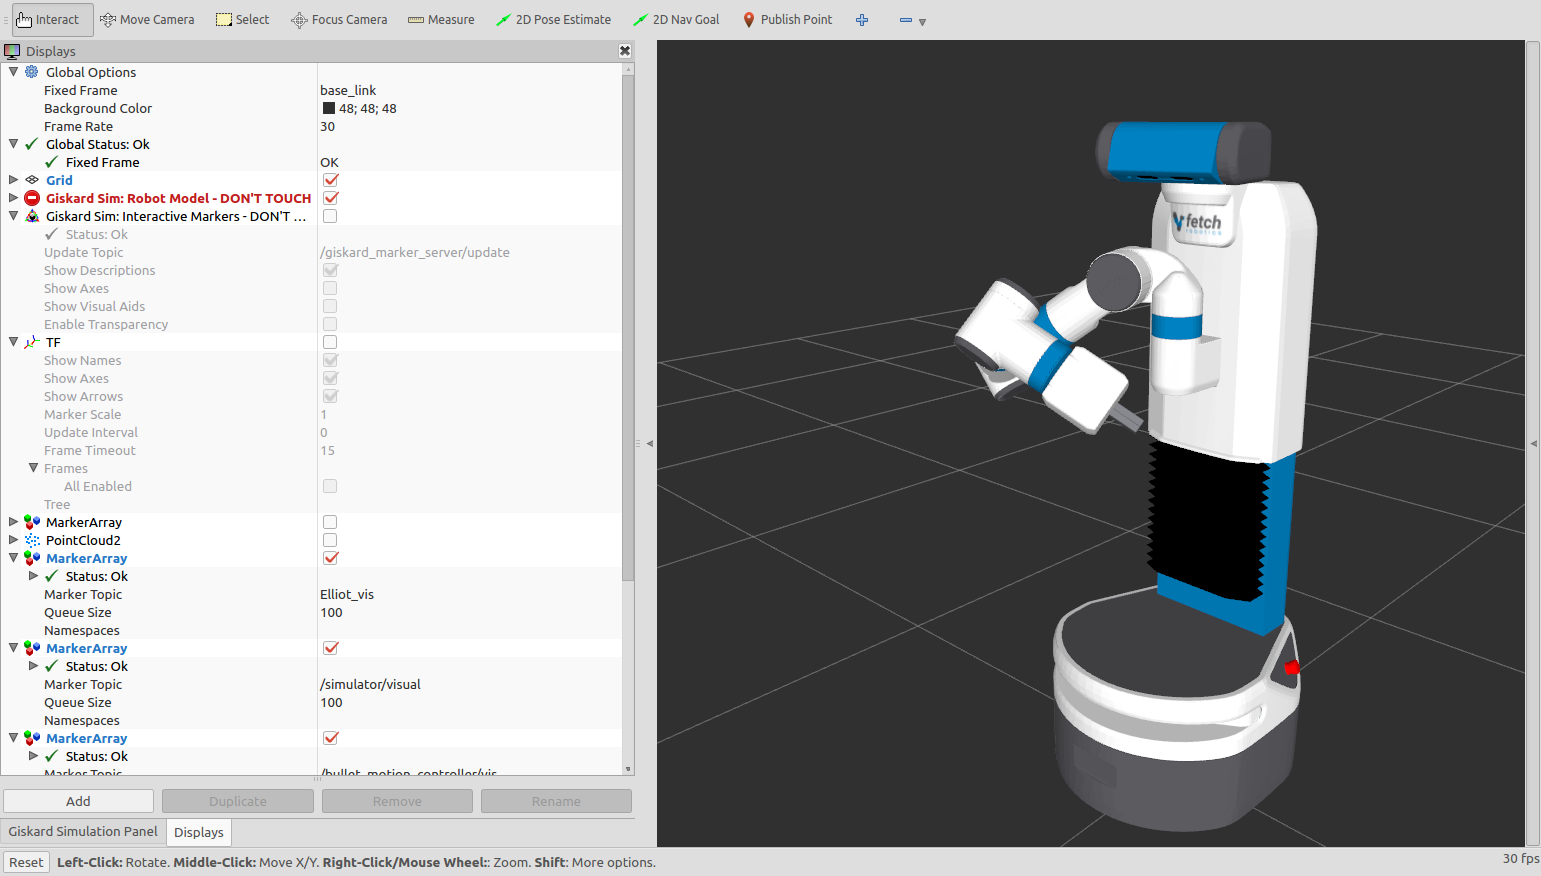 Interact Move Camera Select Focus Camera Measure 2D Pose Estimate 2D Nav Goal Publish Point
Displays
Global Options
Fixed Frame base_link
Background Color 48; 48; 48
Frame Rate 30
Global Status: Ok
Fixed Frame OK
Grid
Giskard Sim: Robot Model - DON'T TOUCH
Giskard Sim: Interactive Markers - DON'T ...
Status: Ok
Update Topic /giskard_marker_server/update
Show Descriptions
Show Axes
Show Visual Aids
Enable Transparency
TF
Show Names
Show Axes
Show Arrows
Marker Scale 1
Update Interval 0
Frame Timeout 15
Frames
All Enabled
Tree
MarkerArray
PointCloud2
MarkerArray
Status: Ok
Marker Topic Elliot_vis
Queue Size 100
Namespaces
MarkerArray
Status: Ok
Marker Topic /simulator/visual
Queue Size 100
Namespaces
MarkerArray
Status: Ok
Marker Topic /bullet_motion_controller/vis
Add Duplicate Remove Rename
Giskard Simulation Panel Displays
Reset Left-Click: Rotate. Middle-Click: Move X/Y. Right-Click/Mouse Wheel:: Zoom. Shift: More options. 30 fps
fetch
robotics